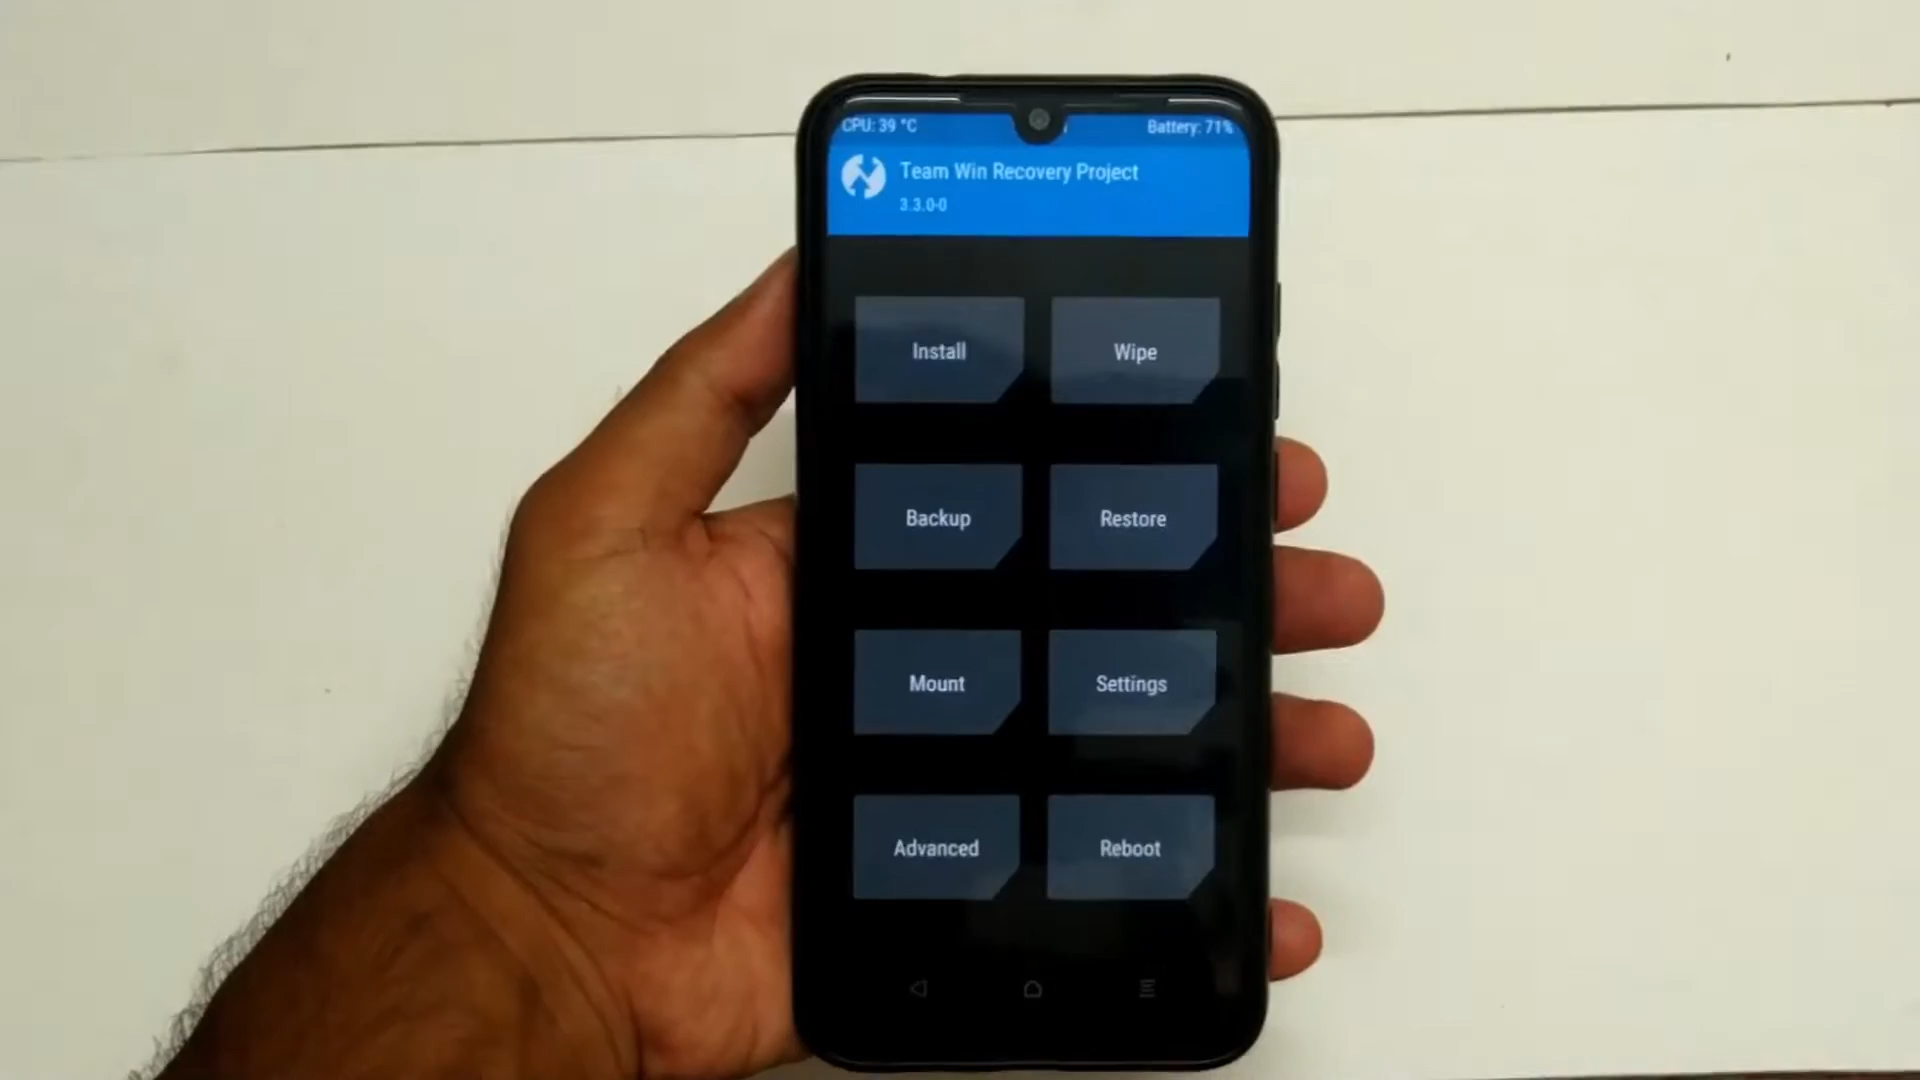 CPU: 39 °C
Battery: 71%
Team Win Recovery Project
3.3.0-0
Install
Wipe
Backup
Restore
Mount
Settings
Advanced
Reboot